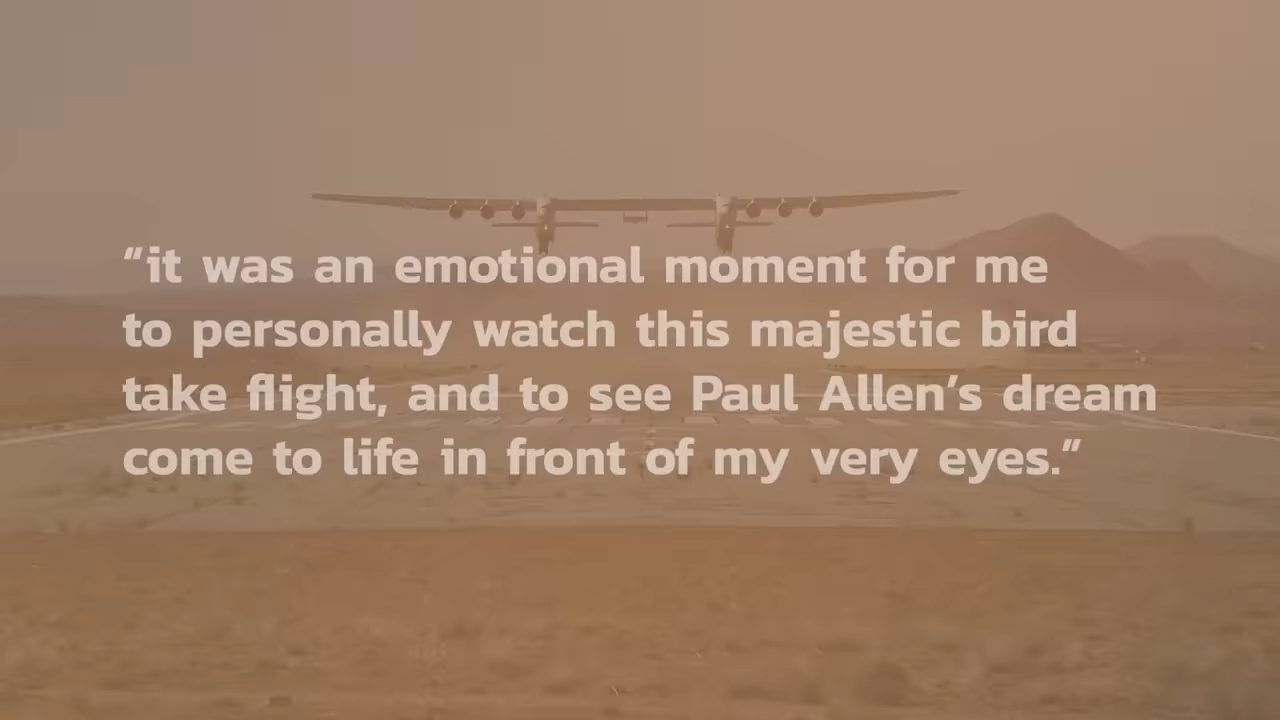 “it was an emotional moment for me
to personally watch this majestic bird
take flight, and to see Paul Allen’s dream
come to life in front of my very eyes.”